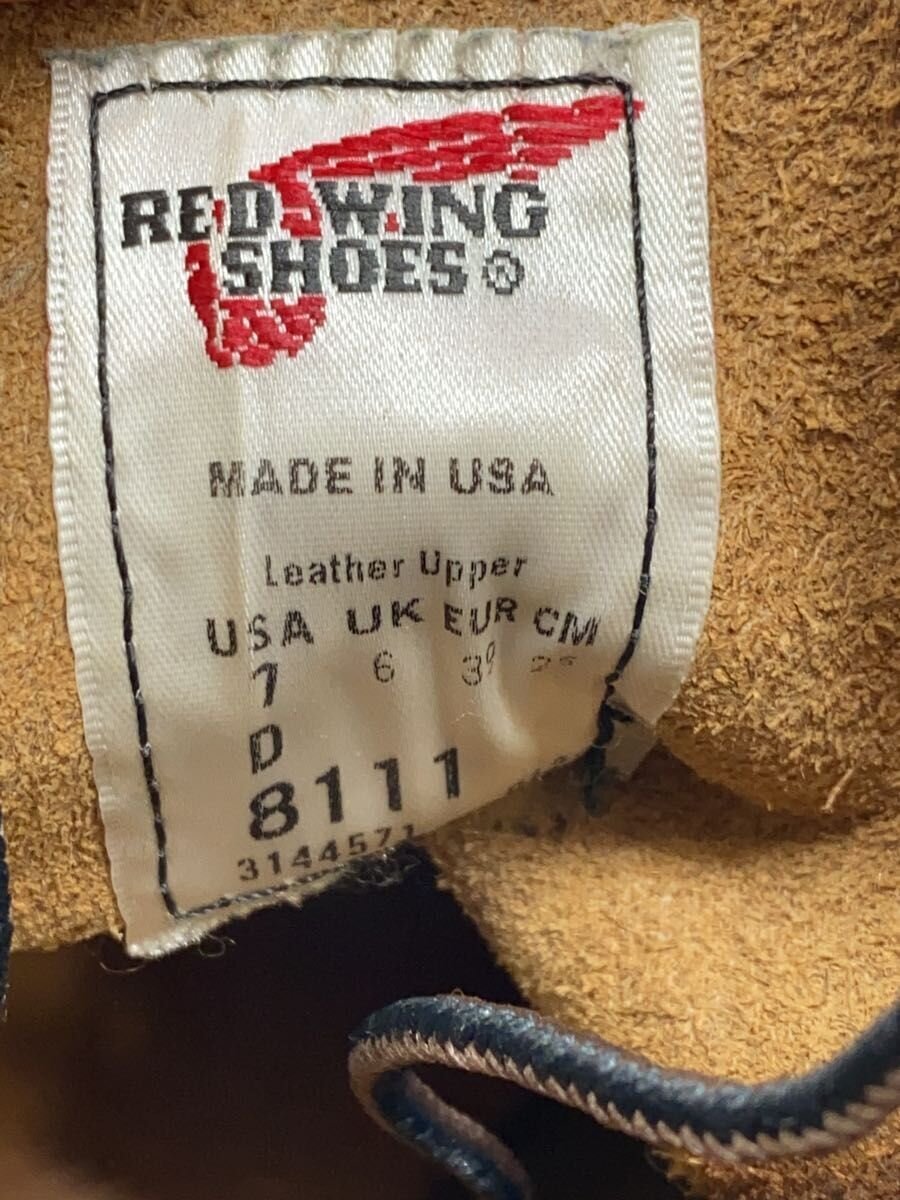 RED WING
SHOES®
MADE IN USA
Leather Upper
USA UK EUR CM
7 6
D
8111
3144571